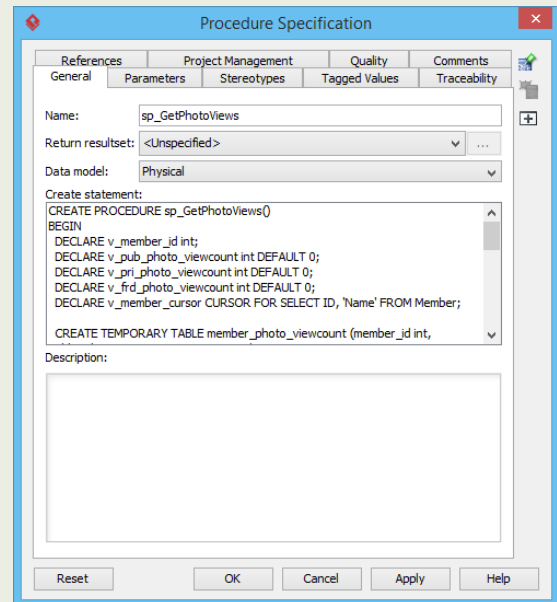 Procedure Specification
References Project Management Quality Comments
General Parameters Stereotypes Tagged Values Traceability
Name: sp_GetPhotoViews
Return resultset: <Unspecified> ...
Data model: Physical
Create statement:
CREATE PROCEDURE sp_GetPhotoViews()
BEGIN
DECLARE v_member_id int;
DECLARE v_pub_photo_viewcount int DEFAULT 0;
DECLARE v_pri_photo_viewcount int DEFAULT 0;
DECLARE v_frd_photo_viewcount int DEFAULT 0;
DECLARE v_member_cursor CURSOR FOR SELECT ID, 'Name' FROM Member;
CREATE TEMPORARY TABLE member_photo_viewcount (member_id int,
Description:
Reset OK Cancel Apply Help